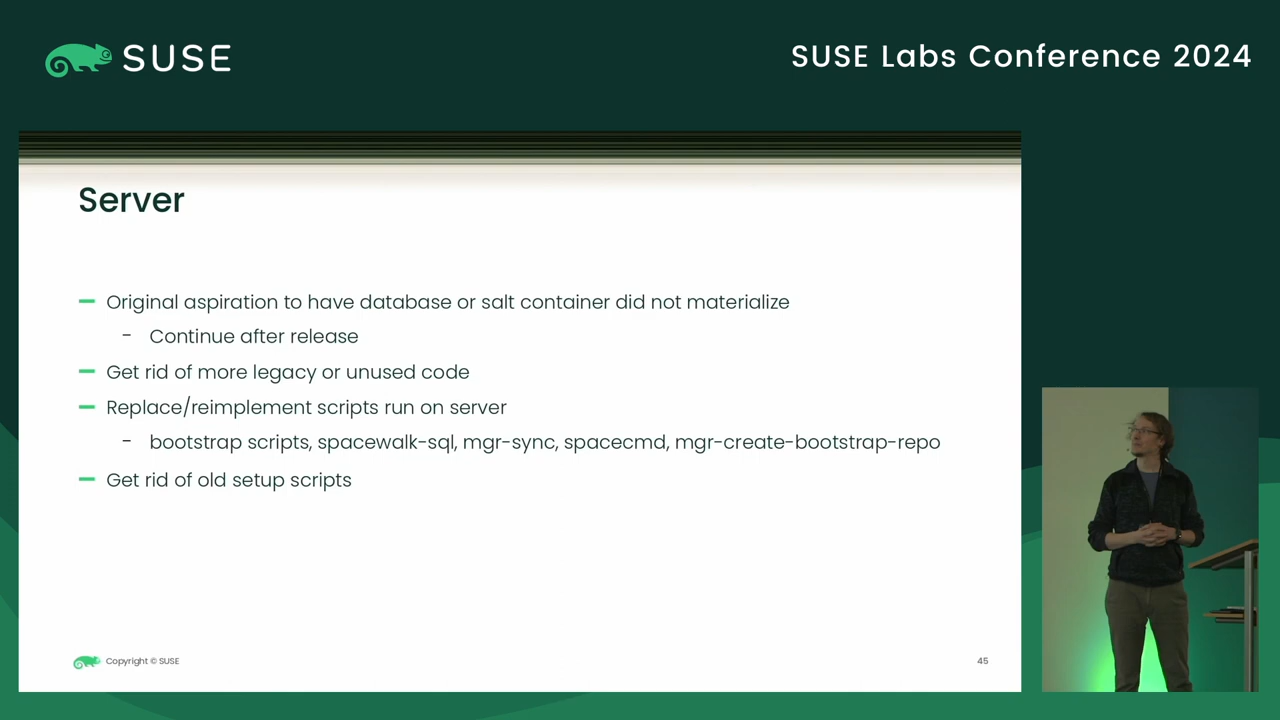 SUSE
SUSE Labs Conference 2024
Server
Original aspiration to have database or salt container did not materialize
- Continue after release
Get rid of more legacy or unused code
Replace/reimplement scripts run on server
- bootstrap scripts, spacewalk-sql, mgr-sync, spacecmd, mgr-create-bootstrap-repo
Get rid of old setup scripts
Copyright © SUSE
45